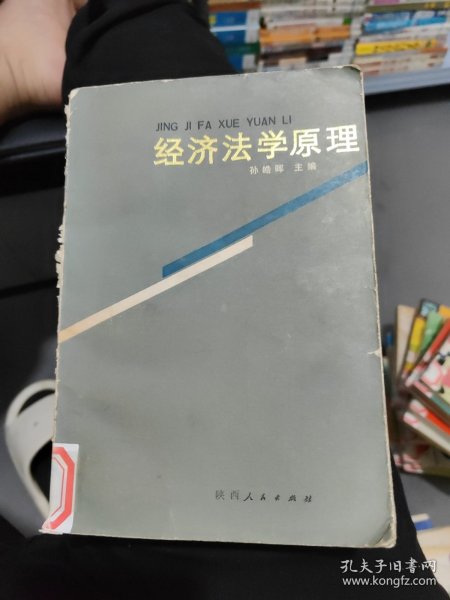 JING JI FA XUE YUAN LI
经济法学原理
孙皓晖 主编
陕西人民出版社
孔夫子旧书网
www.kongfz.com